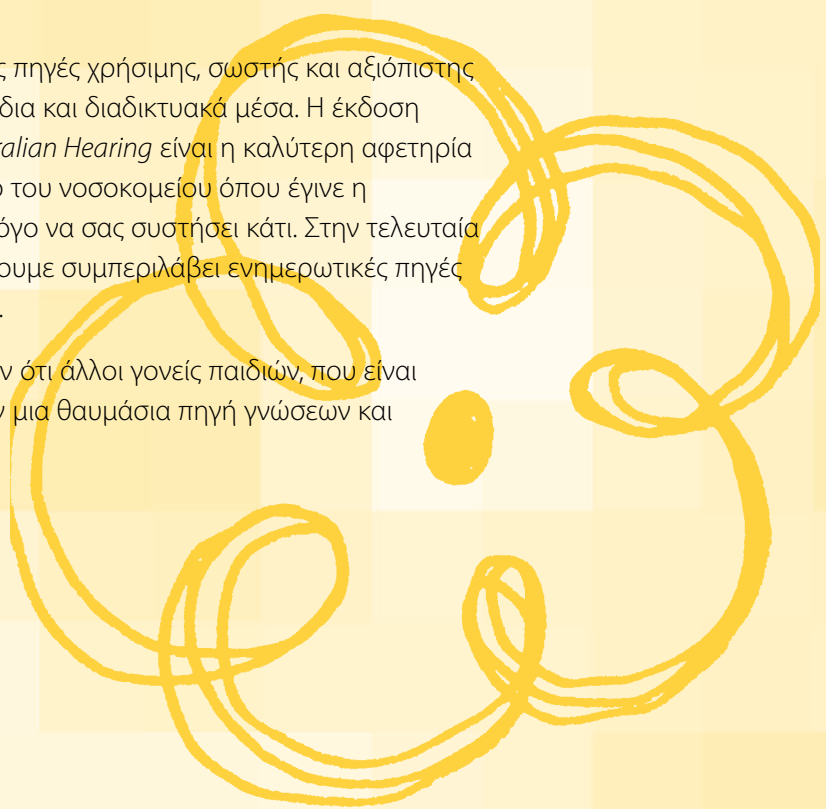 ς πηγές χρήσιμης, σωστής και αξιόπιστης
δια και διαδικτυακά μέσα. Η έκδοση
ralian Hearing είναι η καλύτερη αφετηρία
ό του νοσοκομείου όπου έγινε η
όγο να σας συστήσει κάτι. Στην τελευταία
ουμε συμπεριλάβει ενημερωτικές πηγές
.
ν ότι άλλοι γονείς παιδιών, που είναι
ν μια θαυμάσια πηγή γνώσεων και